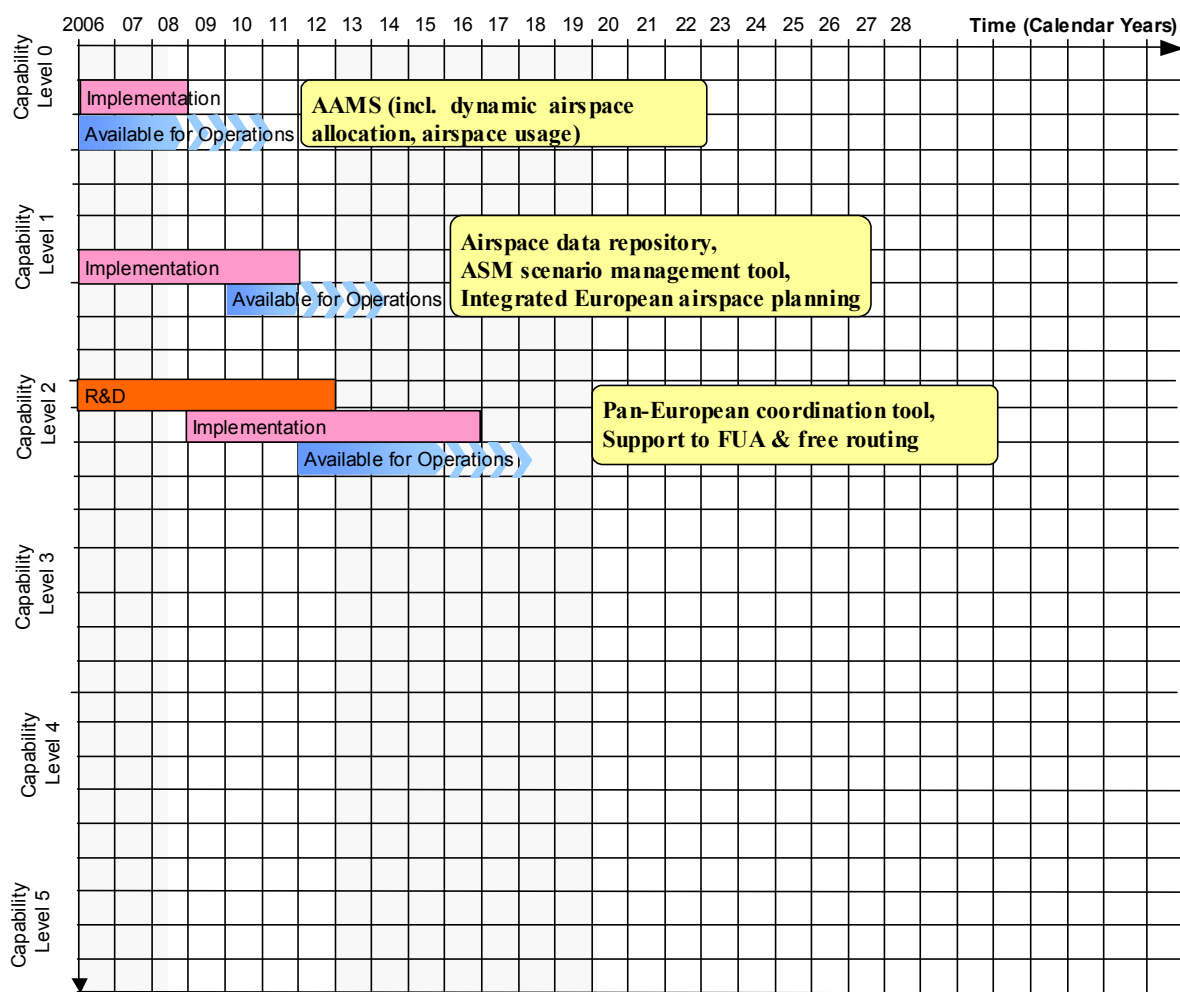 2006 07 08 09 10 11 12 13 14 15 16 17 18 19 20 21 22 23 24 25 26 27 28 Time (Calendar Years)
Capability
Level 0
Implementation
Available for Operations
AAMS (incl. dynamic airspace
allocation, airspace usage)
Capability
Level 1
Implementation
Available for Operations
Airspace data repository,
ASM scenario management tool,
Integrated European airspace planning
Capability
Level 2
R&D
Implementation
Available for Operations
Pan-European coordination tool,
Support to FUA & free routing
Capability
Level 3
Capability
Level 4
Capability
Level 5